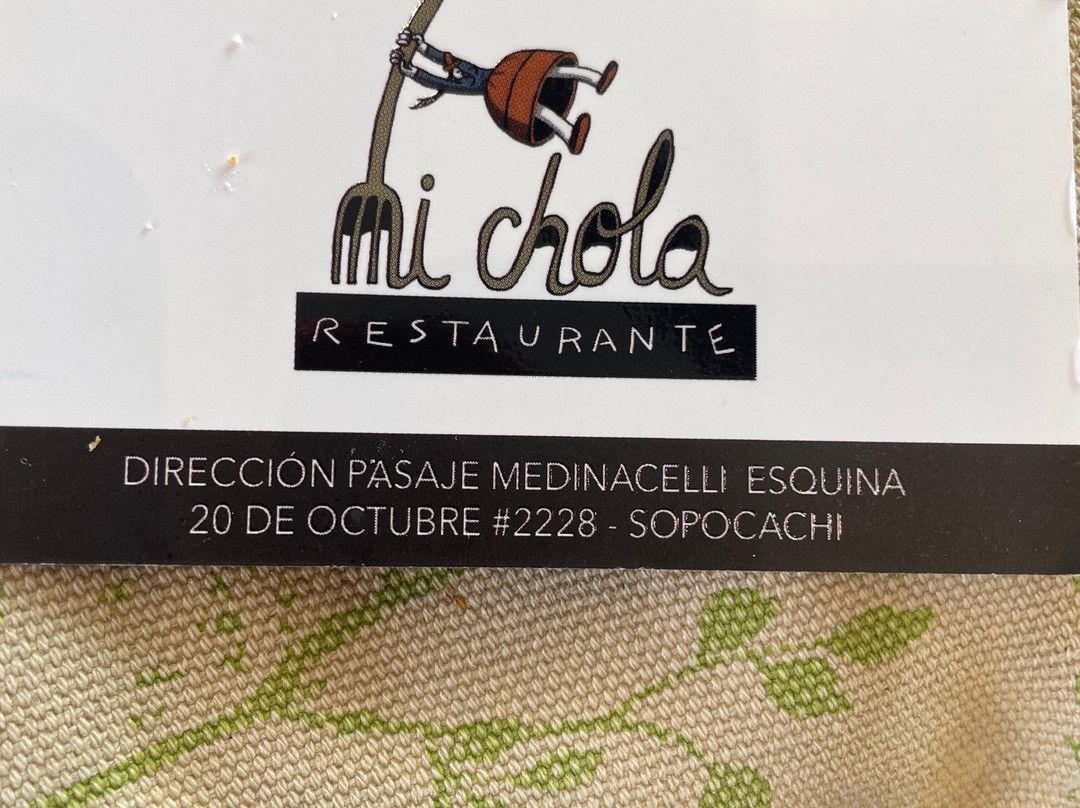 mi chola
RESTAURANTE
DIRECCIÓN PASAJE MEDINACELLI ESQUINA
20 DE OCTUBRE #2228 - SOPOCACHI